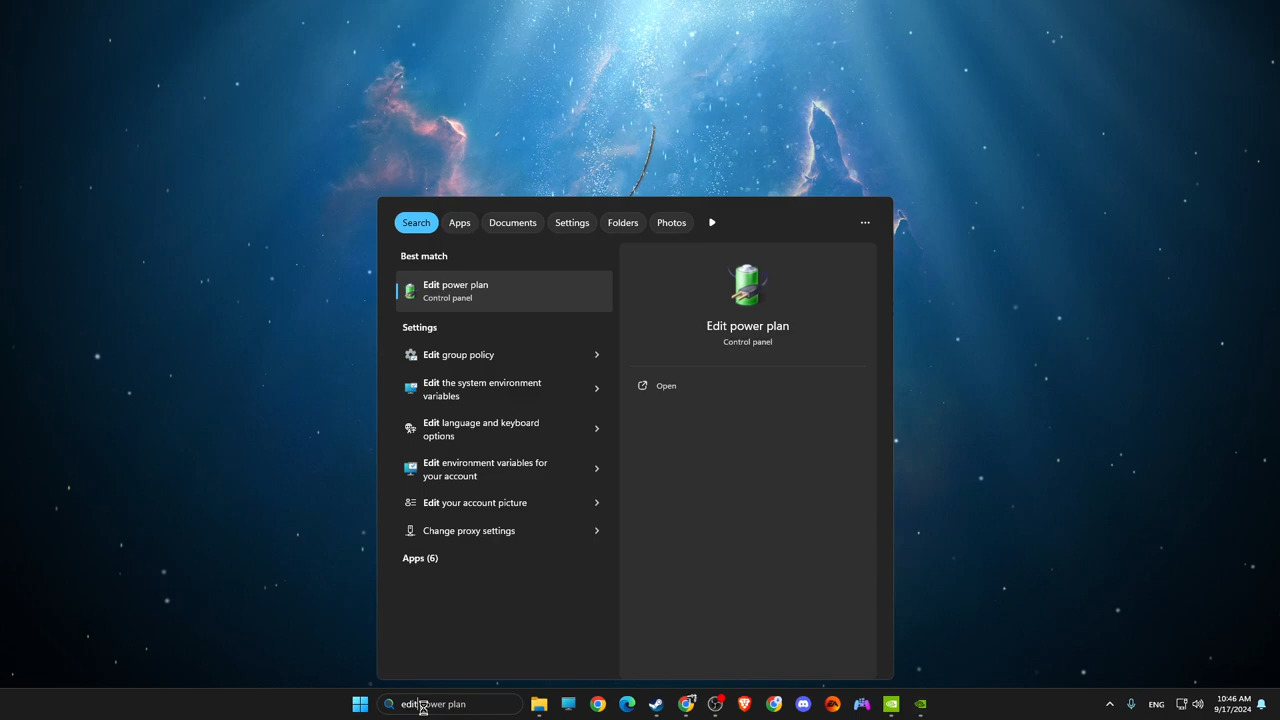 Search Apps Documents Settings Folders Photos
Best match
Edit power plan
Control panel
Settings
Edit group policy
Edit the system environment
variables
Edit language and keyboard
options
Edit environment variables for
your account
Edit your account picture
Change proxy settings
Apps (6)
Edit power plan
Control panel
Open
edit power plan
ENG
10:46 AM
9/17/2024